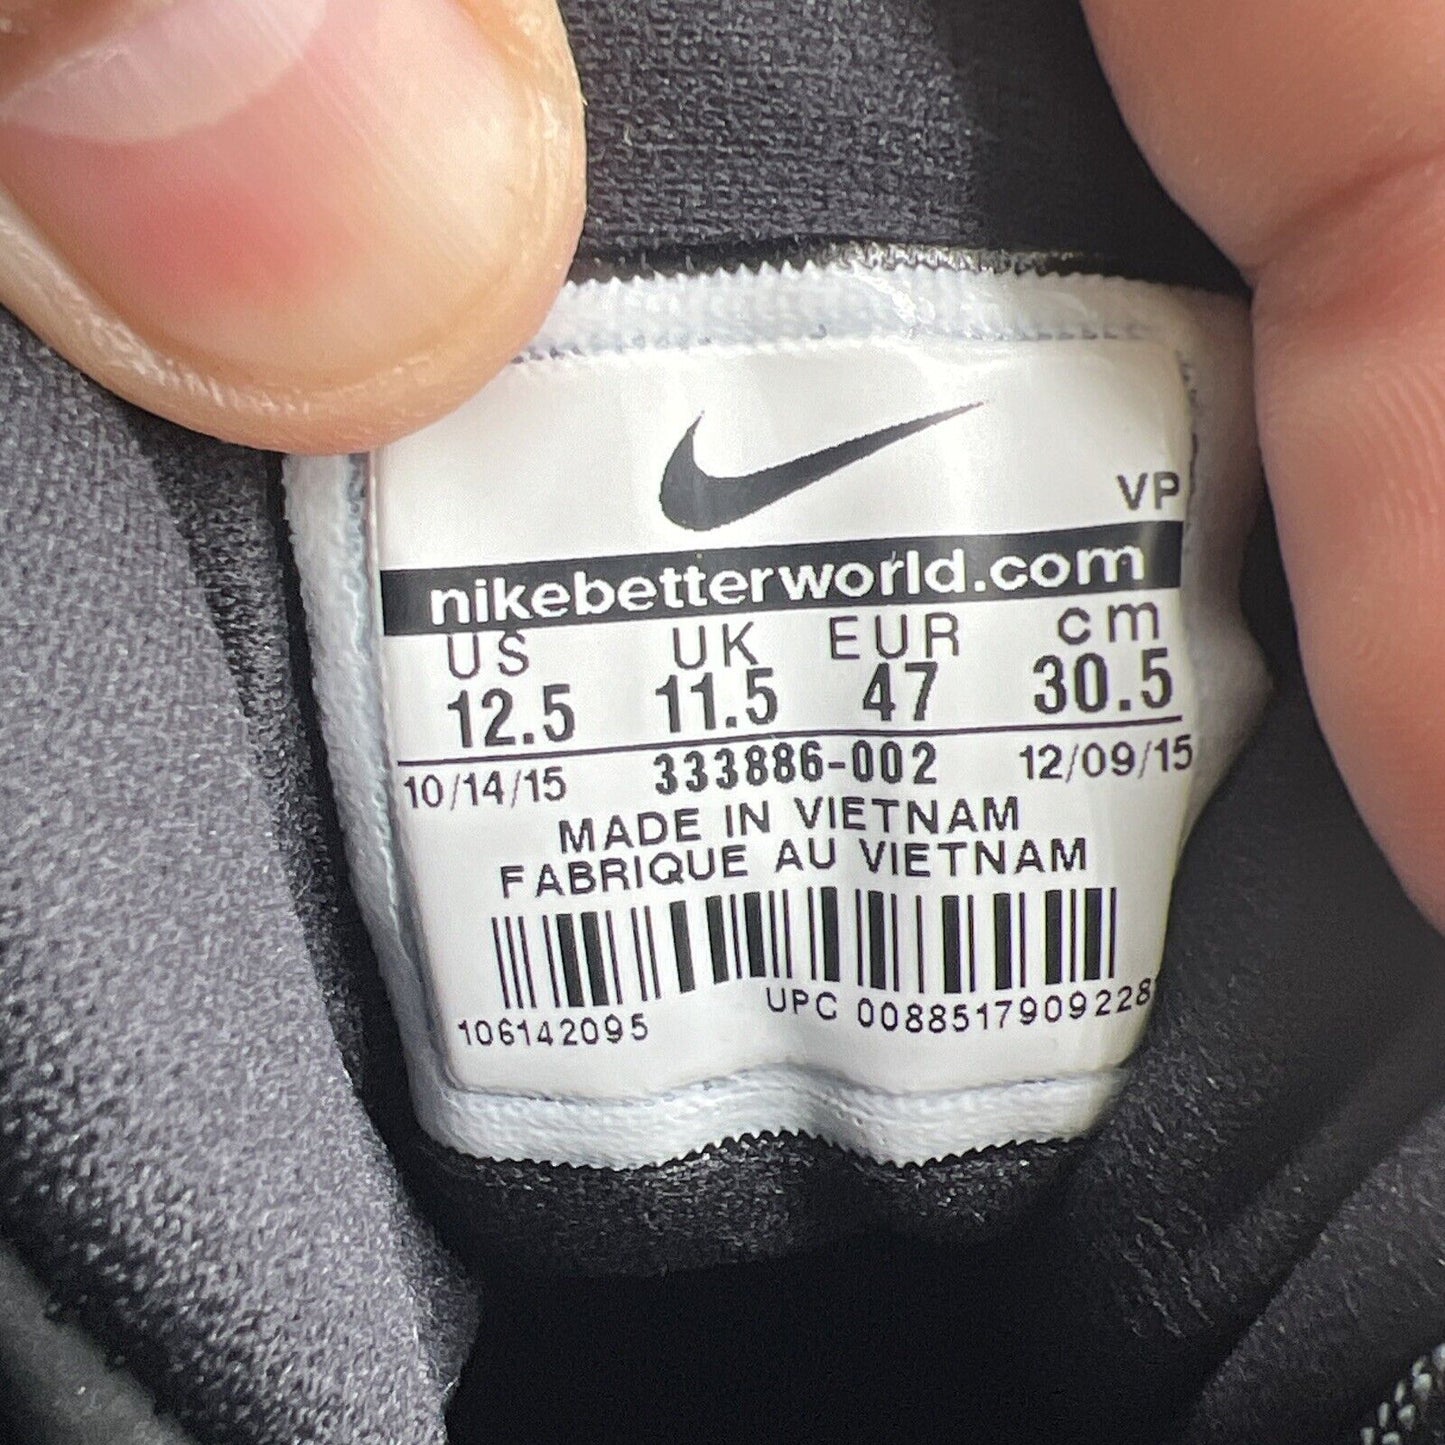 VP
nikebetterworld.com
US UK EUR cm
12.5 11.5 47 30.5
10/14/15 333886-002 12/09/15
MADE IN VIETNAM
FABRIQUE AU VIETNAM
106142095 UPC 0088517909228